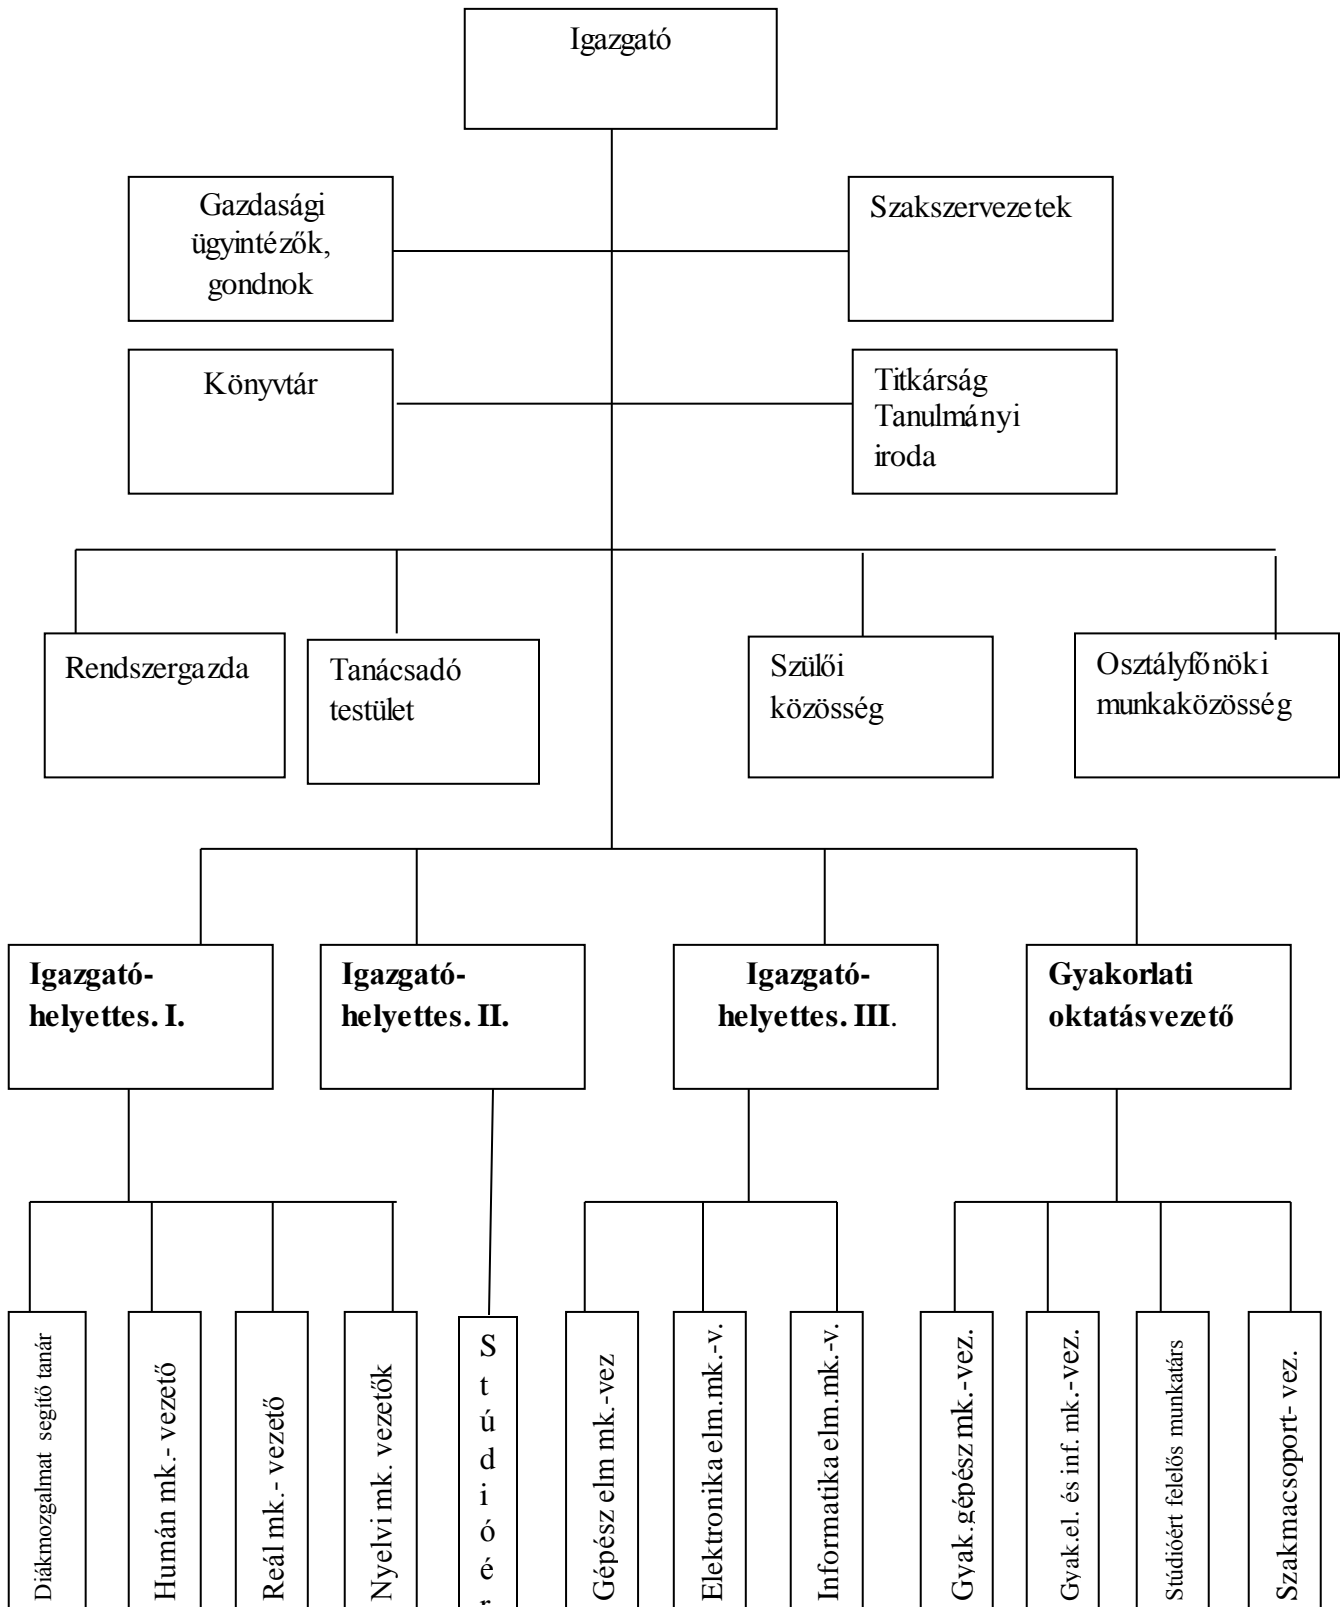 Igazgató
Gazdasági
ügyintézők,
gondnok
Szakszervezetek
Könyvtár
Titkárság
Tanulmányi
iroda
Rendszergazda
Tanácsadó
testület
Szülői
közösség
Osztályfőnöki
munkaközösség
Igazgató-
helyettes. I.
Igazgató-
helyettes. II.
Igazgató-
helyettes. III.
Gyakorlati
oktatásvezető
Diákmozgalmat segítő tanár
Humán mk.- vezető
Reál mk.- vezető
Nyelvi mk. vezetők
S
t
ú
d
i
ó
é
r
Gépész elm mk.-vez
Elektronika elm.mk.-v.
Informatika elm.mk.-v.
Gyak.gépész mk.-vez.
Gyak.el. és inf. mk.-vez.
Stúdióért felelős munkatárs
Szakmacsoport- vez.